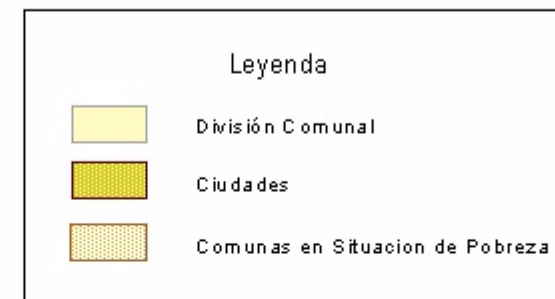 Leyenda
División Comunal
Ciudades
Comunas en Situacion de Pobreza